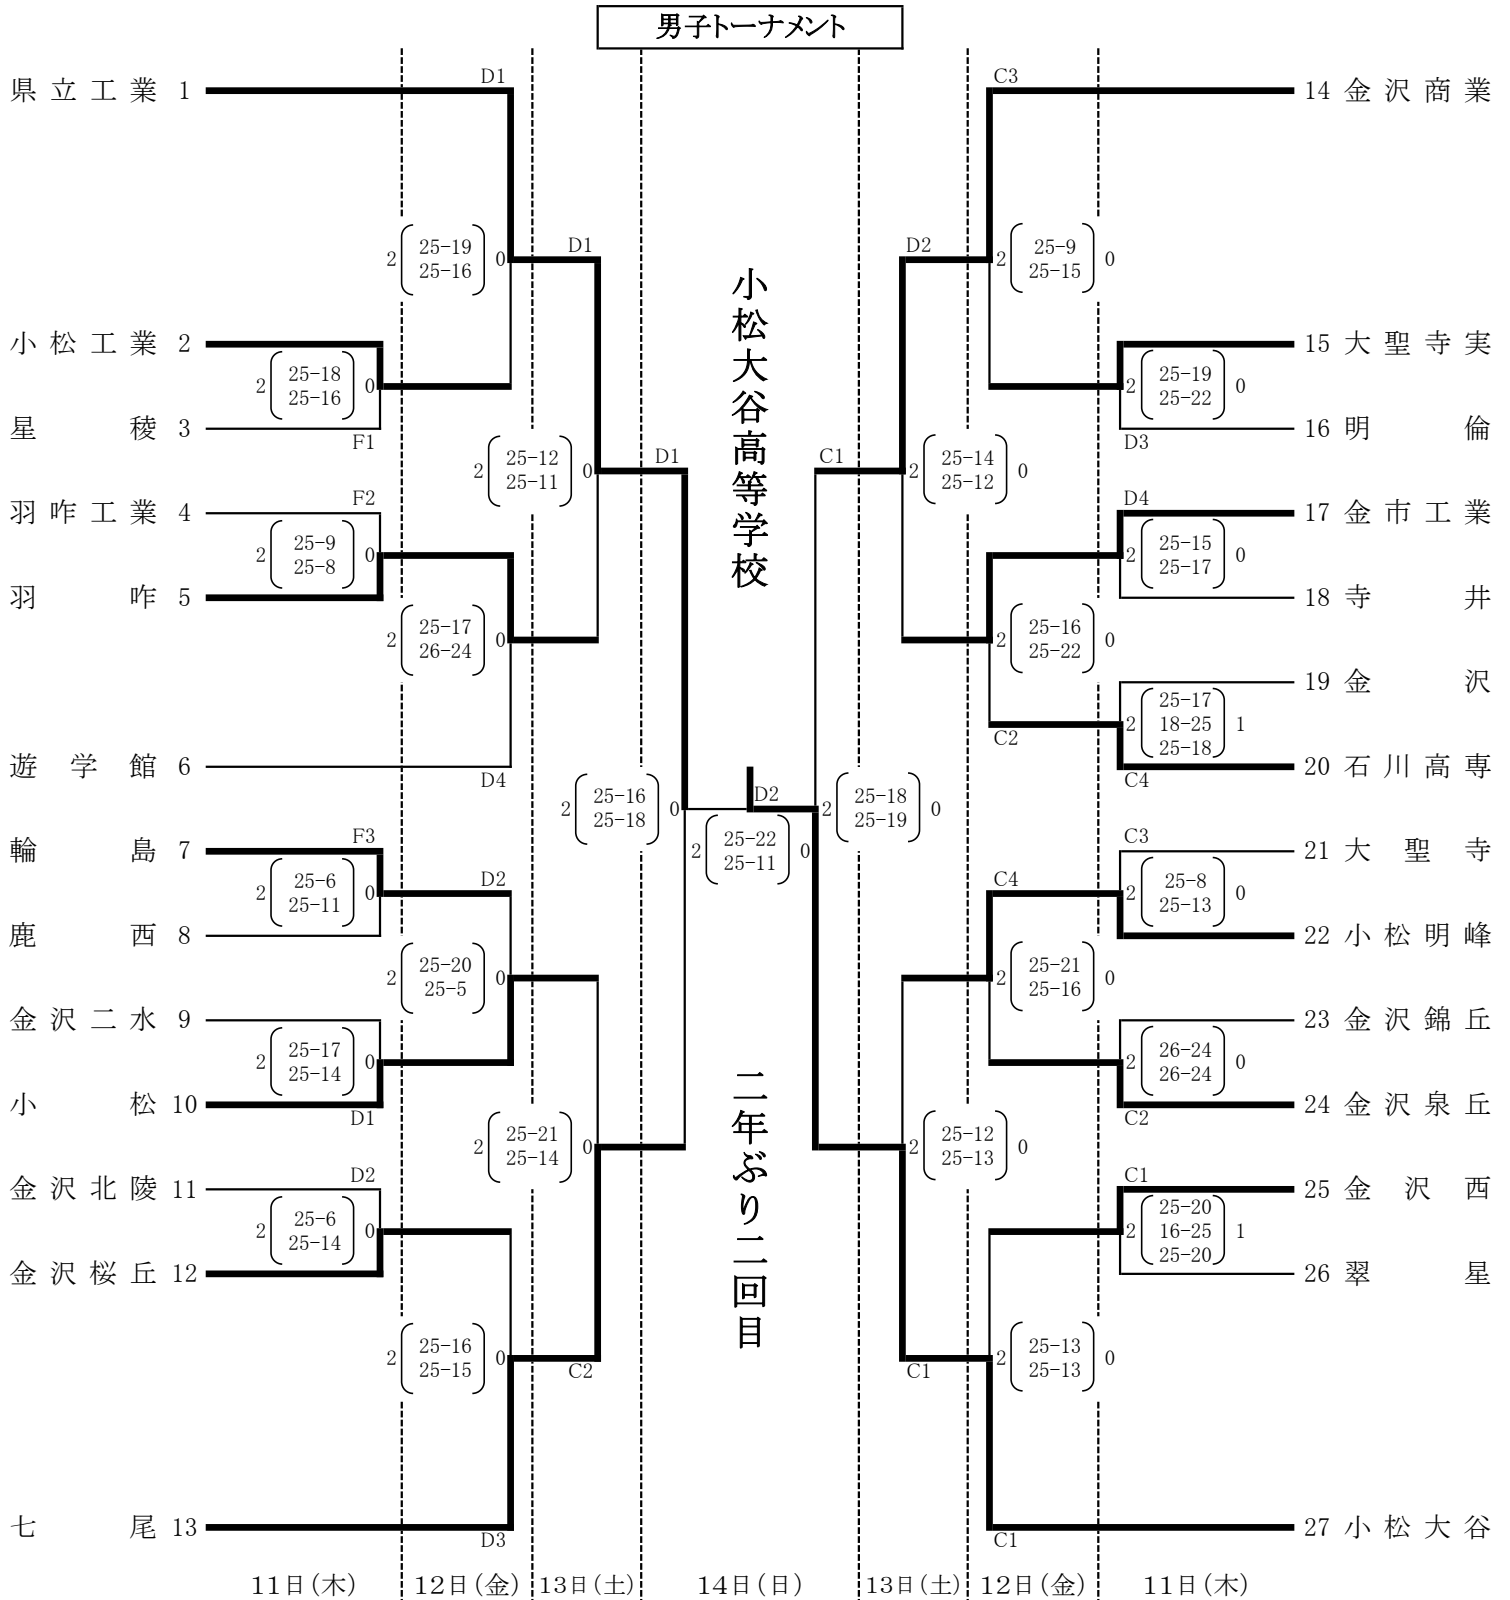 男子トーナメント
県立工業 1
D1
C3
14 金沢商業
2 25-19 25-16 0
D1
D2
2 25-9 25-15 0
小松工業 2
2 25-18 25-16 0
星稜 3
F1
15 大聖寺実
2 25-19 25-22 0
16 明倫
D3
2 25-12 25-11 0
D1
C1
2 25-14 25-12 0
羽咋工業 4
F2
2 25-9 25-8 0
羽咋 5
D4
17 金市工業
2 25-15 25-17 0
18 寺井
2 25-17 26-24 0
2 25-16 25-22 0
遊学館 6
D4
C2
19 金沢
2 25-17 18-25 25-18 1
20 石川高専
C4
小松大谷高等学校
二年ぶり二回目
2 25-16 25-18 0
D2
2 25-22 25-11 0
2 25-18 25-19 0
輪島 7
F3
2 25-6 25-11 0
鹿西 8
D2
C4
C3
21 大聖寺
2 25-8 25-13 0
22 小松明峰
2 25-20 25-5 0
2 25-21 25-16 0
金沢二水 9
2 25-17 25-14 0
小松 10
D1
23 金沢錦丘
2 26-24 26-24 0
24 金沢泉丘
C2
2 25-21 25-14 0
2 25-12 25-13 0
金沢北陵 11
D2
2 25-6 25-14 0
金沢桜丘 12
C1
25 金沢西
2 25-20 16-25 25-20 1
26 翠星
2 25-16 25-15 0
C2
C1
2 25-13 25-13 0
七尾 13
D3
C1
27 小松大谷
11日(木) 12日(金) 13日(土) 14日(日) 13日(土) 12日(金) 11日(木)